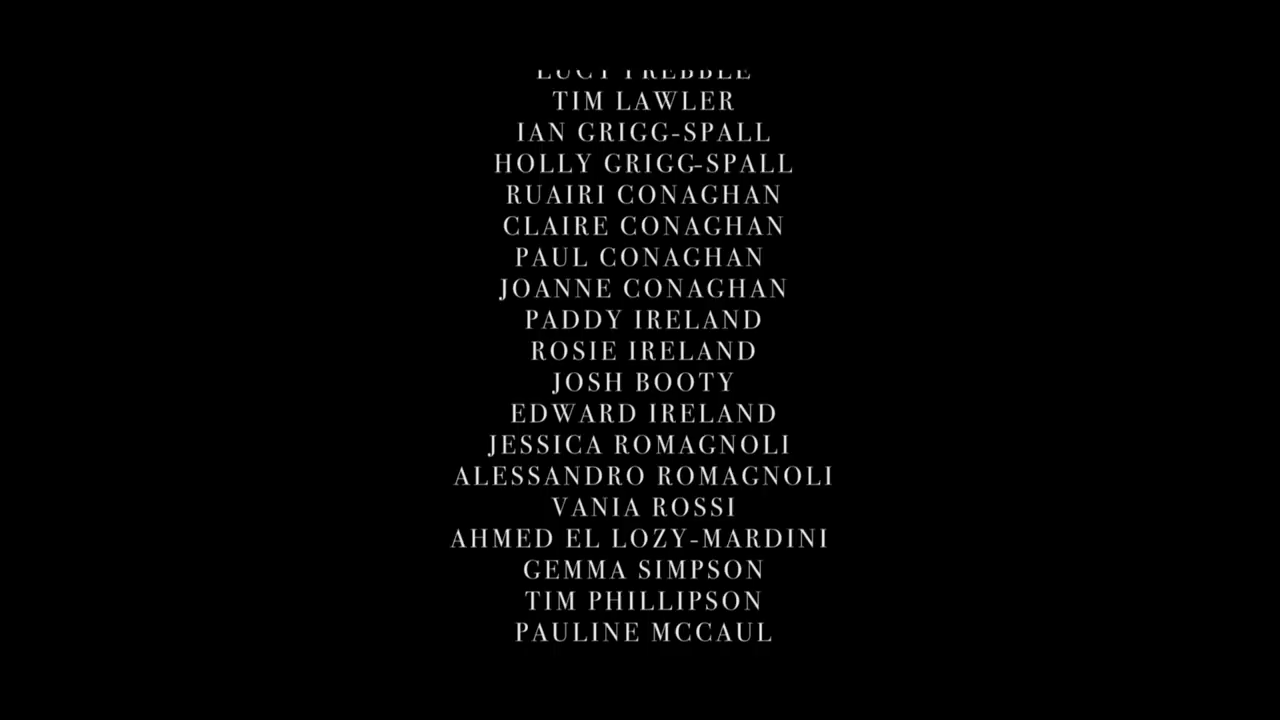 LUCY PREBBLE
TIM LAWLER
IAN GRIGG-SPALL
HOLLY GRIGG-SPALL
RUAIRI CONAGHAN
CLAIRE CONAGHAN
PAUL CONAGHAN
JOANNE CONAGHAN
PADDY IRELAND
ROSIE IRELAND
JOSH BOOTY
EDWARD IRELAND
JESSICA ROMAGNOLI
ALESSANDRO ROMAGNOLI
VANIA ROSSI
AHMED EL LOZY-MARDINI
GEMMA SIMPSON
TIM PHILLIPSON
PAULINE MCCAUL